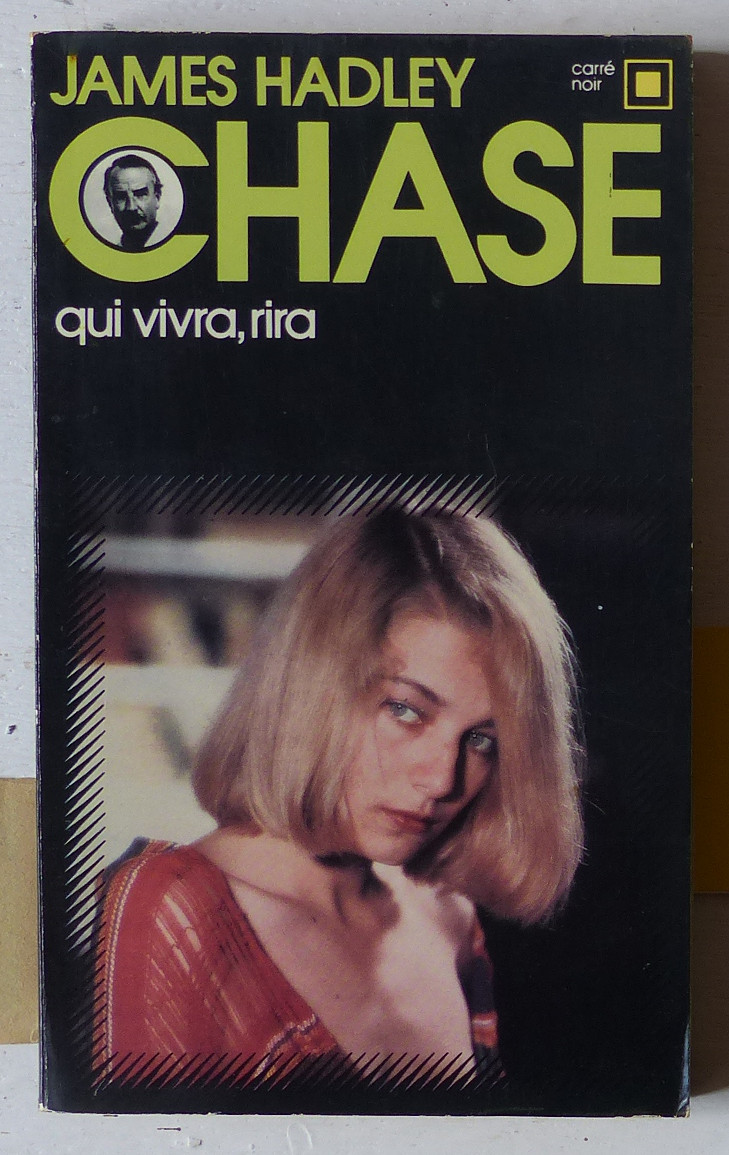 JAMES HADLEY
carré
noir
CHASE
qui vivra, rira